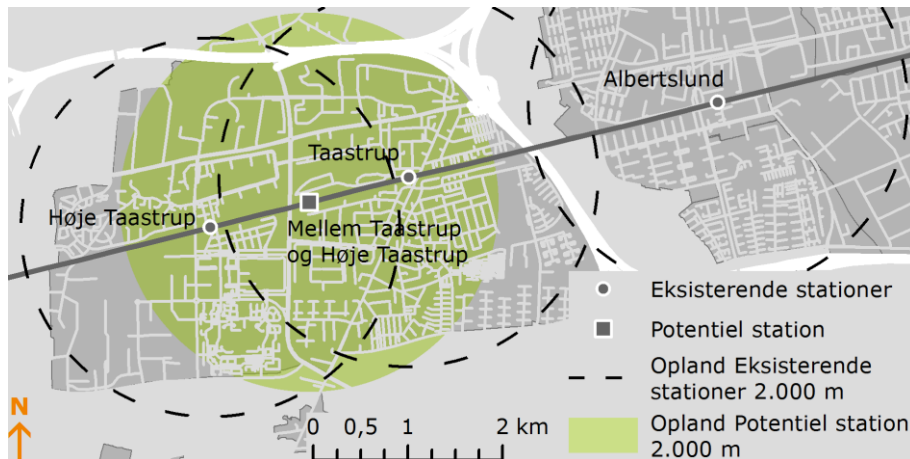 Albertslund
Taastrup
Høje Taastrup
Mellem Taastrup
og Høje Taastrup
Eksisterende stationer
Potentiel station
Opland Eksisterende
stationer 2.000 m
Opland Potentiel station
2.000 m
N
0 0,5 1 2 km